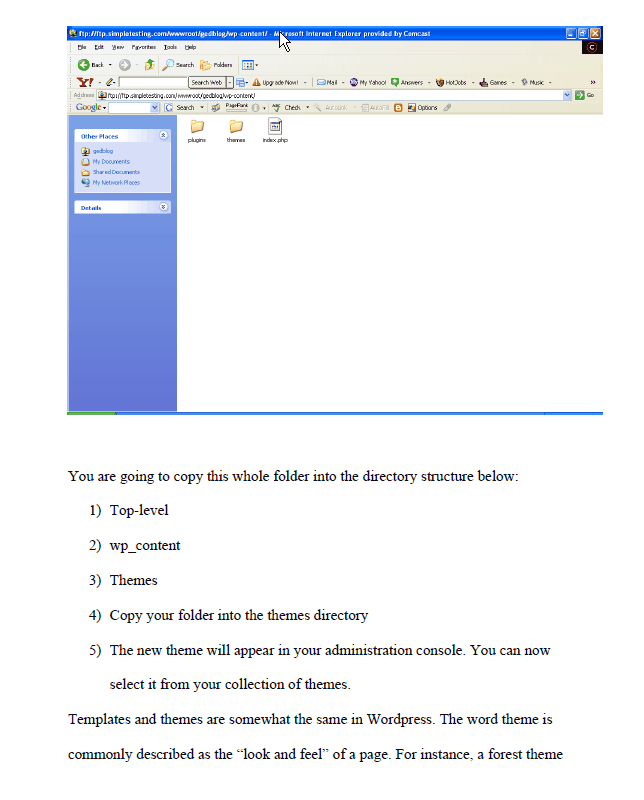 ftp://ftp.simpletesting.com/wwwroot/gedblog/wp-content/ - Microsoft Internet Explorer provided by Comcast
File Edit View Favorites Tools Help
Back Search Folders
Y! Search Web Upgrade Now! Mail My Yahoo! Answers HotJobs Games Music »
Address ftp://ftp.simpletesting.com/wwwroot/gedblog/wp-content/ Go
Google Search PageRank ABC Check AutoLink AutoFill Options
Other Places
gedblog
My Documents
Shared Documents
My Network Places
Details
plugins themes index.php
You are going to copy this whole folder into the directory structure below:
1) Top-level
2) wp_content
3) Themes
4) Copy your folder into the themes directory
5) The new theme will appear in your administration console. You can now
select it from your collection of themes.
Templates and themes are somewhat the same in Wordpress. The word theme is
commonly described as the “look and feel” of a page. For instance, a forest theme